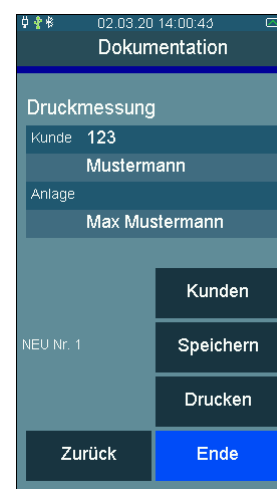 02.03.20 14:00:43
Dokumentation
Druckmessung
Kunde 123
Mustermann
Anlage
Max Mustermann
Kunden
NEU Nr. 1
Speichern
Drucken
Zurück
Ende